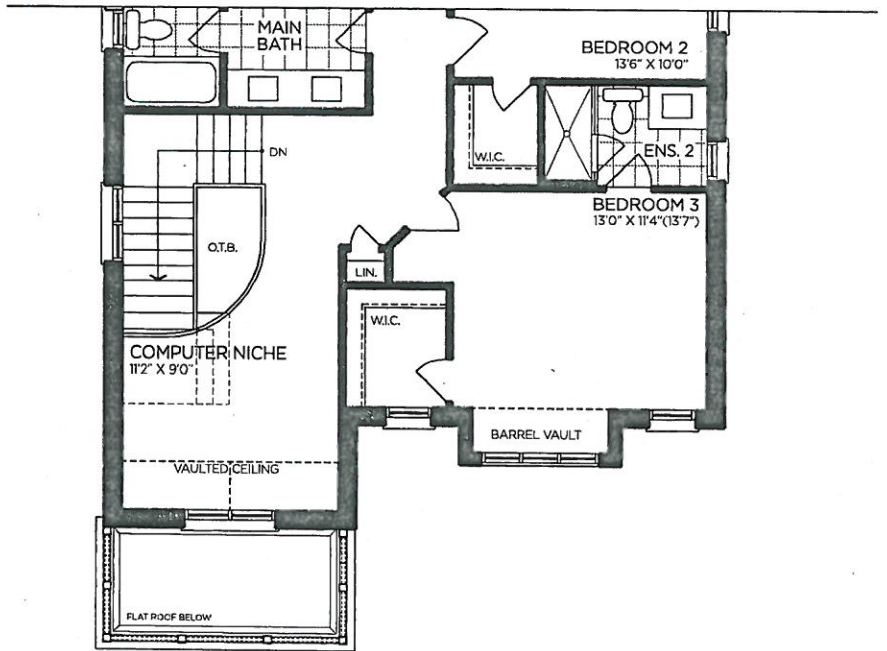 MAIN
BATH
BEDROOM 2
13'6" X 10'0"
DN
W.I.C.
ENS. 2
BEDROOM 3
13'0" X 11'4"(13'7")
O.T.B.
LIN.
W.I.C.
COMPUTER NICHE
11'2" X 9'0"
BARREL VAULT
VAULTED CEILING
FLAT ROOF BELOW